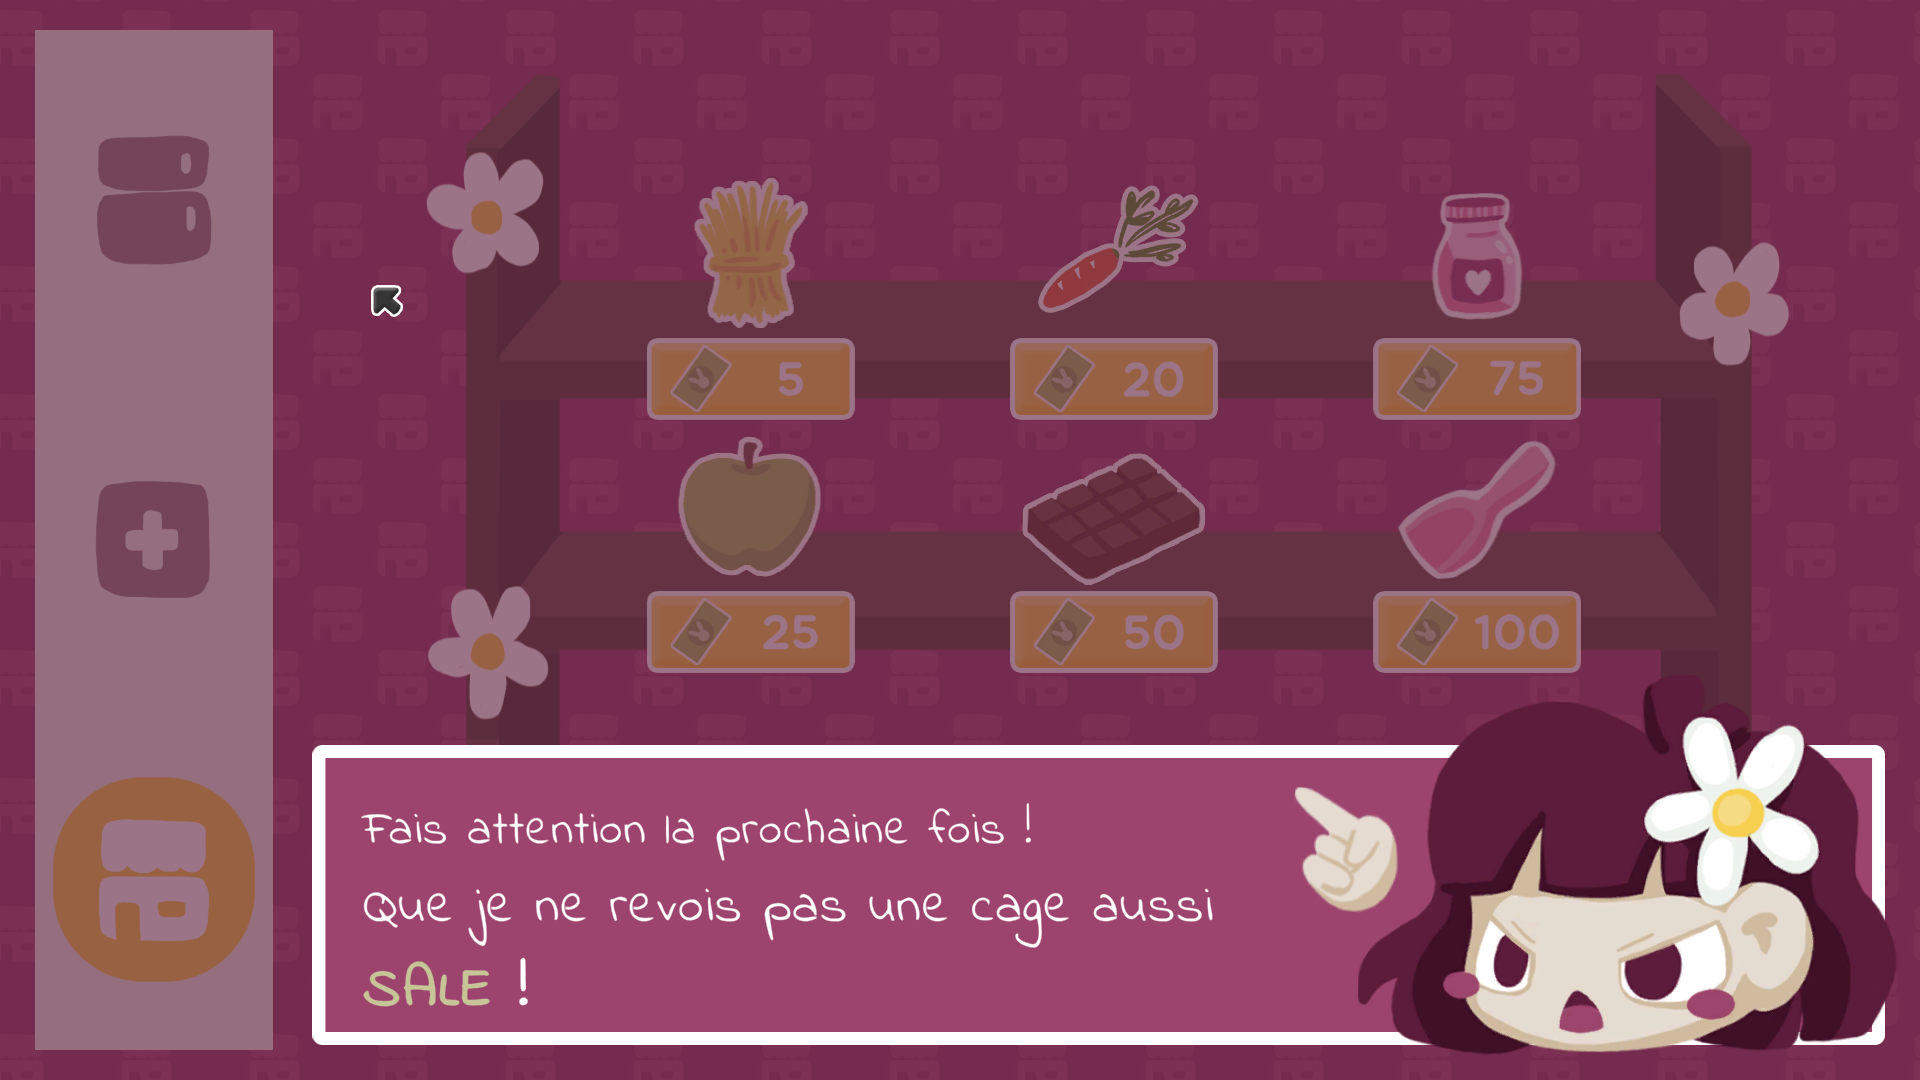 5
20
75
25
50
100
Fais attention la prochaine fois !
Que je ne revois pas une cage aussi
SALE !